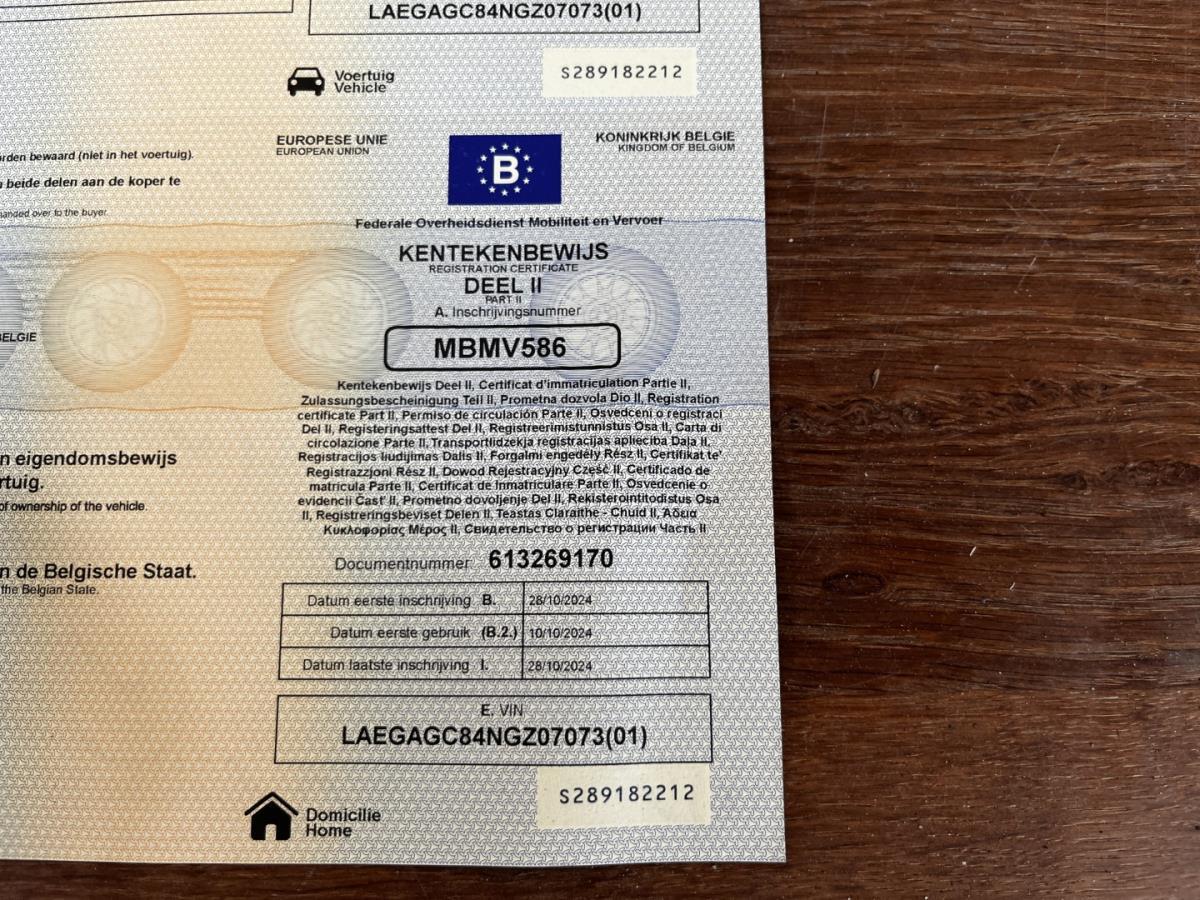 LAEGAGC84NGZ07073(01)
Voertuig
Vehicle
S289182212
EUROPESE UNIE
EUROPEAN UNION
B
KONINKRIJK BELGIE
KINGDOM OF BELGIUM
rden bewaard (niet in het voertuig).
beide delen aan de koper te
handed over to the buyer
Federale Overheidsdienst Mobiliteit en Vervoer
KENTEKENBEWIJS
REGISTRATION CERTIFICATE
DEEL II
PART II
A. Inschrijvingsnummer
MBMV586
BELGIE
Kentekenbewijs Deel II, Certificat d'immatriculation Partie II,
Zulassungsbescheinigung Teil II, Prometna dozvola Dio II, Registration
certificate Part II, Permiso de circulación Parte II, Osvedceni o registraci
Del II, Registeringsattest Del II, Registreerimistunnistus Osa II, Carta di
circolazione Parte II, Transportlidzekja registracijas aplieciba Daja II,
Registracijos liudijimas Dalis II, Forgalmi engedély Rész II, Certifikat te'
Registrazzjoni Rész II, Dowod Rejestracyjny Część II, Certificado de
matricula Parte II, Certificat de Inmatriculare Partea II, Osvedcenie o
evidencii Čast' II, Prometno dovoljenje Del II, Rekisterointitodistus Osa
II, Registreringsbeviset Delen II, Teastas Claraithe - Chuid II, Άδεια
Κυκλοφορίας Μέρος II, Свидетельство о регистрации Часть II
n eigendomsbewijs
rtuig.
of ownership of the vehicle.
Documentnummer 613269170
n de Belgische Staat.
the Belgian State.
Datum eerste inschrijving B. 28/10/2024
Datum eerste gebruik (B.2.) 10/10/2024
Datum laatste inschrijving I. 28/10/2024
E. VIN
LAEGAGC84NGZ07073(01)
S289182212
Domicilie
Home